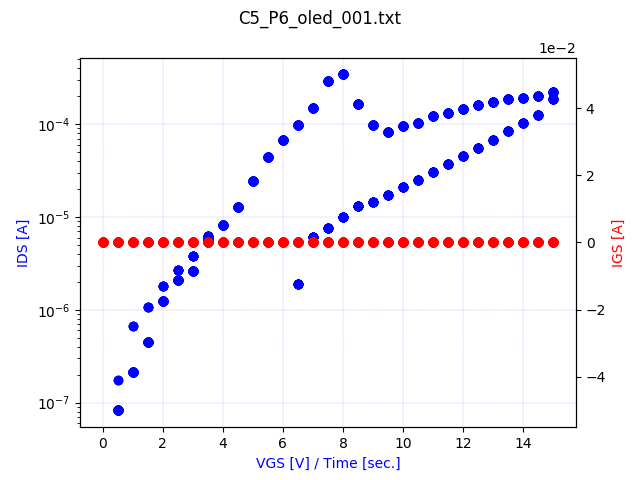 C5_P6_oled_001.txt
1e−2
10⁻⁴
10⁻⁵
10⁻⁶
10⁻⁷
IDS [A]
4
2
0
−2
−4
IGS [A]
0 2 4 6 8 10 12 14
VGS [V] / Time [sec.]